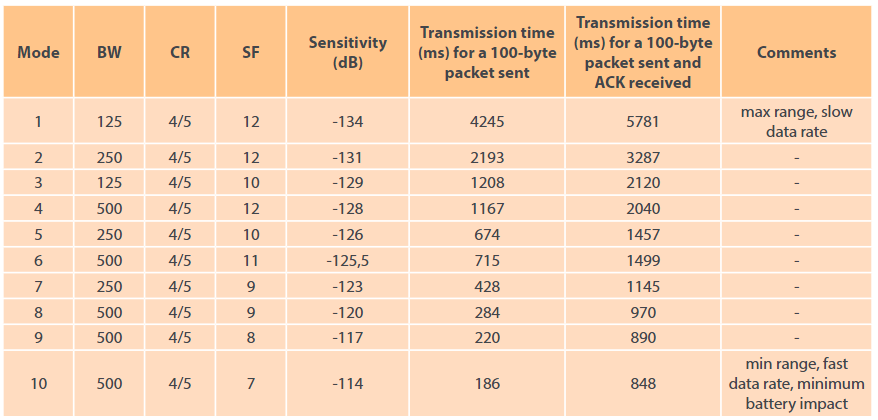 Mode BW CR SF Sensitivity (dB) Transmission time (ms) for a 100-byte packet sent Transmission time (ms) for a 100-byte packet sent and ACK received Comments
1 125 4/5 12 -134 4245 5781 max range, slow data rate
2 250 4/5 12 -131 2193 3287 -
3 125 4/5 10 -129 1208 2120 -
4 500 4/5 12 -128 1167 2040 -
5 250 4/5 10 -126 674 1457 -
6 500 4/5 11 -125,5 715 1499 -
7 250 4/5 9 -123 428 1145 -
8 500 4/5 9 -120 284 970 -
9 500 4/5 8 -117 220 890 -
10 500 4/5 7 -114 186 848 min range, fast data rate, minimum battery impact